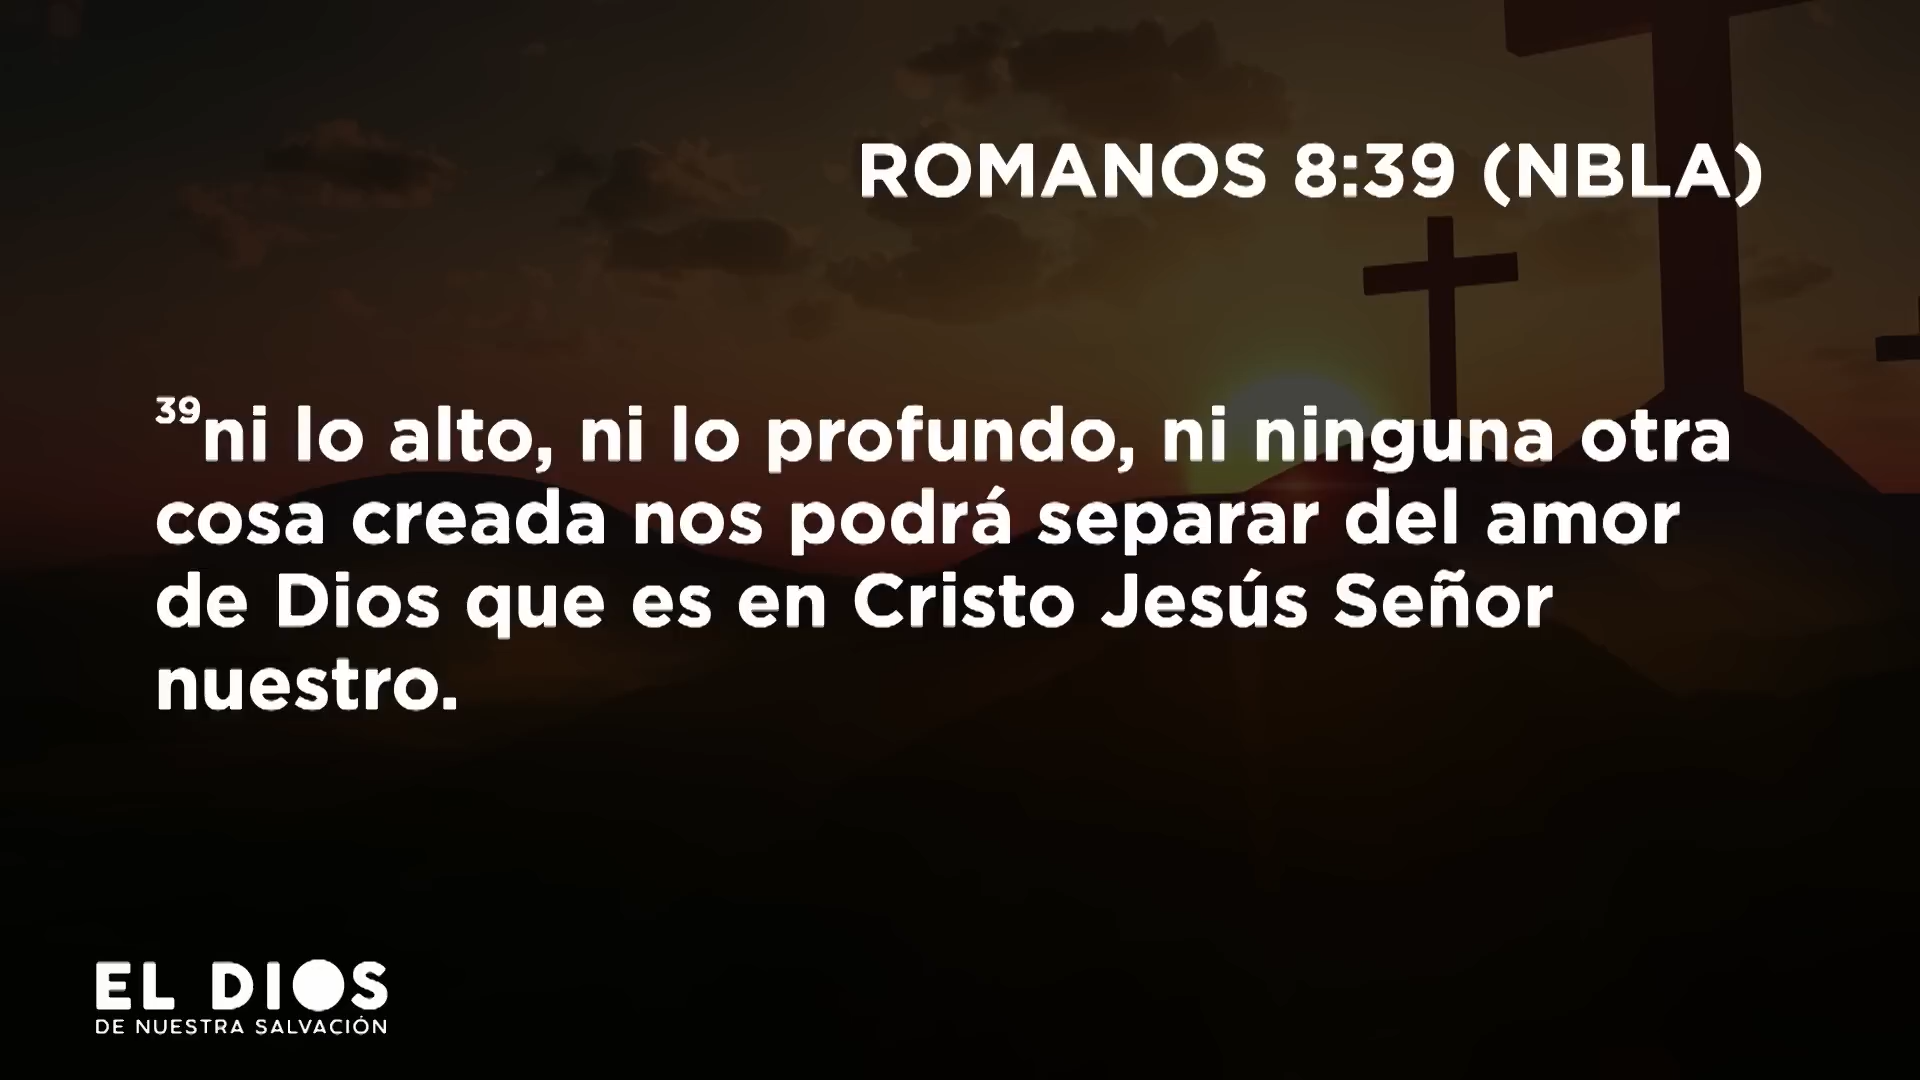 ROMANOS 8:39 (NBLA)
39ni lo alto, ni lo profundo, ni ninguna otra
cosa creada nos podrá separar del amor
de Dios que es en Cristo Jesús Señor
nuestro.
EL DIOS
DE NUESTRA SALVACIÓN